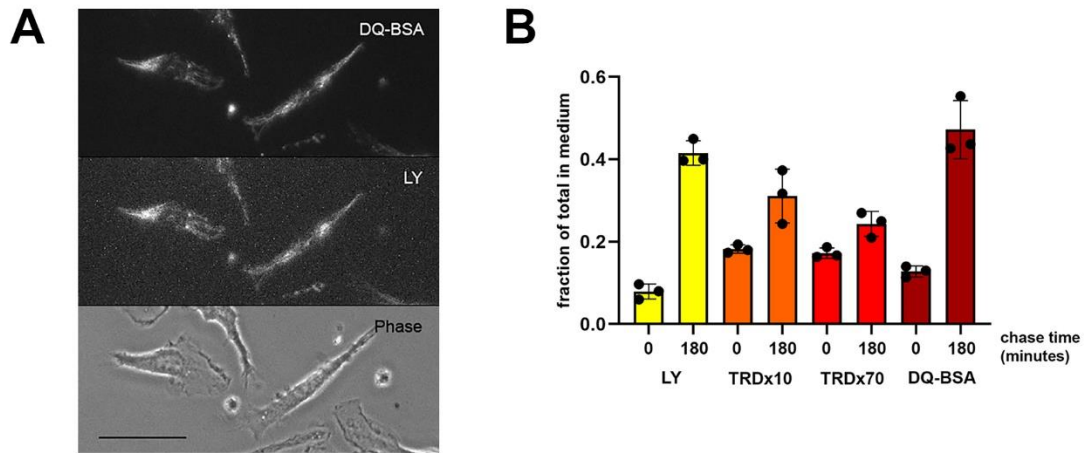 A
DQ-BSA
LY
Phase
B
fraction of total in medium
0.6
0.4
0.2
0.0
0 180 0 180 0 180 0 180
chase time
(minutes)
LY TRDx10 TRDx70 DQ-BSA